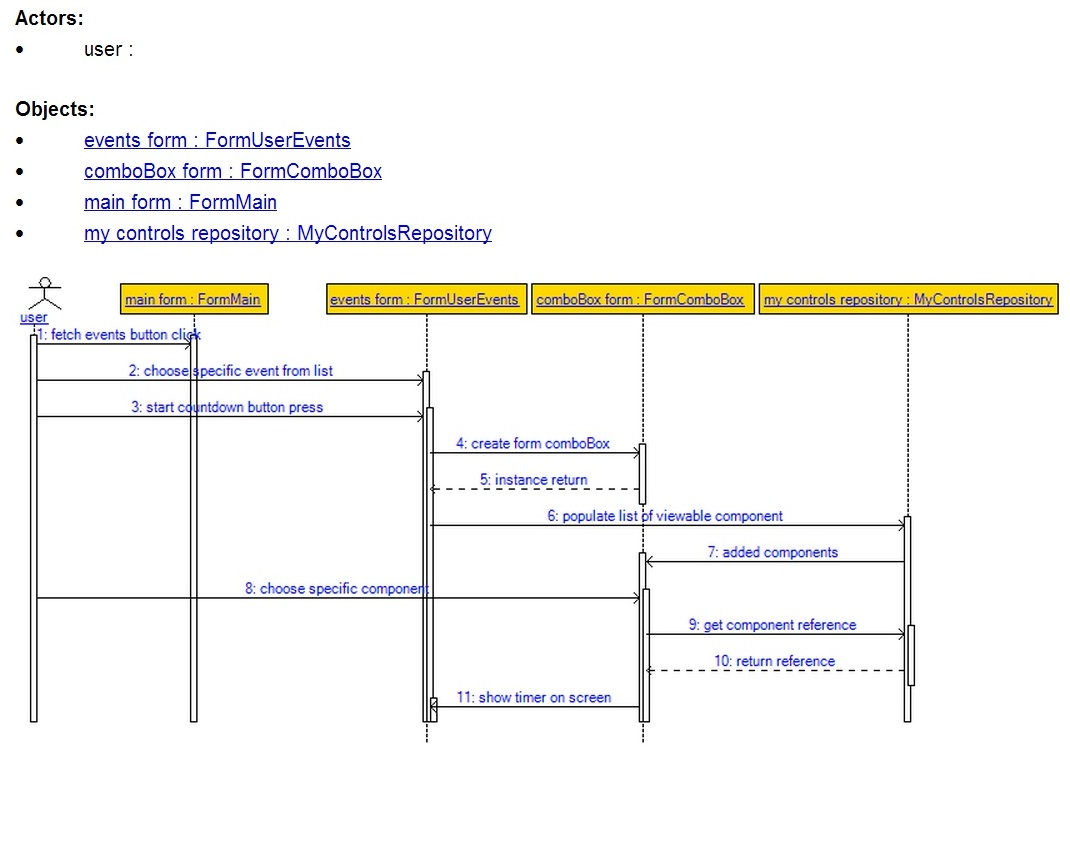 Actors:
• user :
Objects:
• events form : FormUserEvents
• comboBox form : FormComboBox
• main form : FormMain
• my controls repository : MyControlsRepository
user
main form : FormMain
events form : FormUserEvents
comboBox form : FormComboBox
my controls repository : MyControlsRepository
1: fetch events button click
2: choose specific event from list
3: start countdown button press
4: create form comboBox
5: instance return
6: populate list of viewable component
7: added components
8: choose specific component
9: get component reference
10: return reference
11: show timer on screen